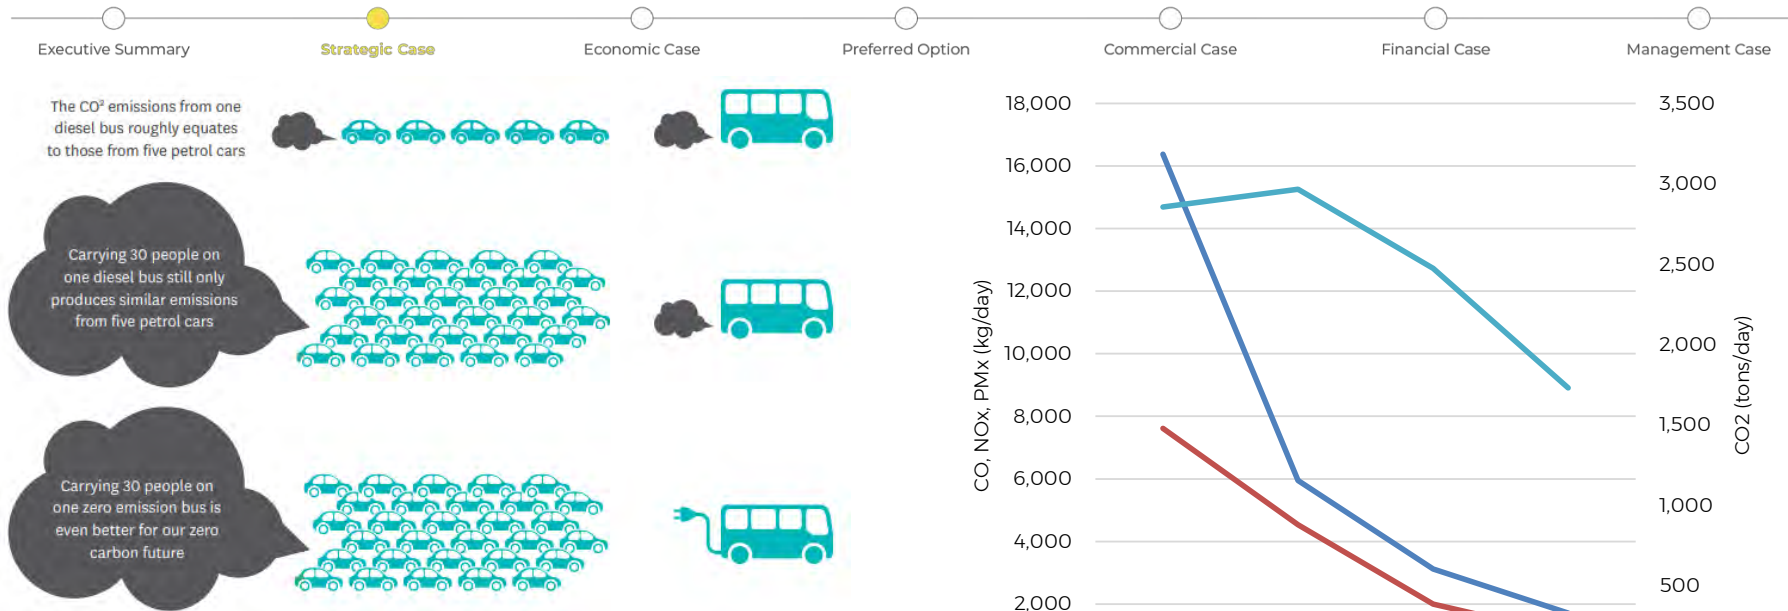 Executive Summary
Strategic Case
Economic Case
Preferred Option
Commercial Case
Financial Case
Management Case
The CO² emissions from one
diesel bus roughly equates
to those from five petrol cars
Carrying 30 people on
one diesel bus still only
produces similar emissions
from five petrol cars
Carrying 30 people on
one zero emission bus is
even better for our zero
carbon future
CO, NOx, PMx (kg/day)
18,000
16,000
14,000
12,000
10,000
8,000
6,000
4,000
2,000
3,500
3,000
2,500
2,000
1,500
1,000
500
CO2 (tons/day)